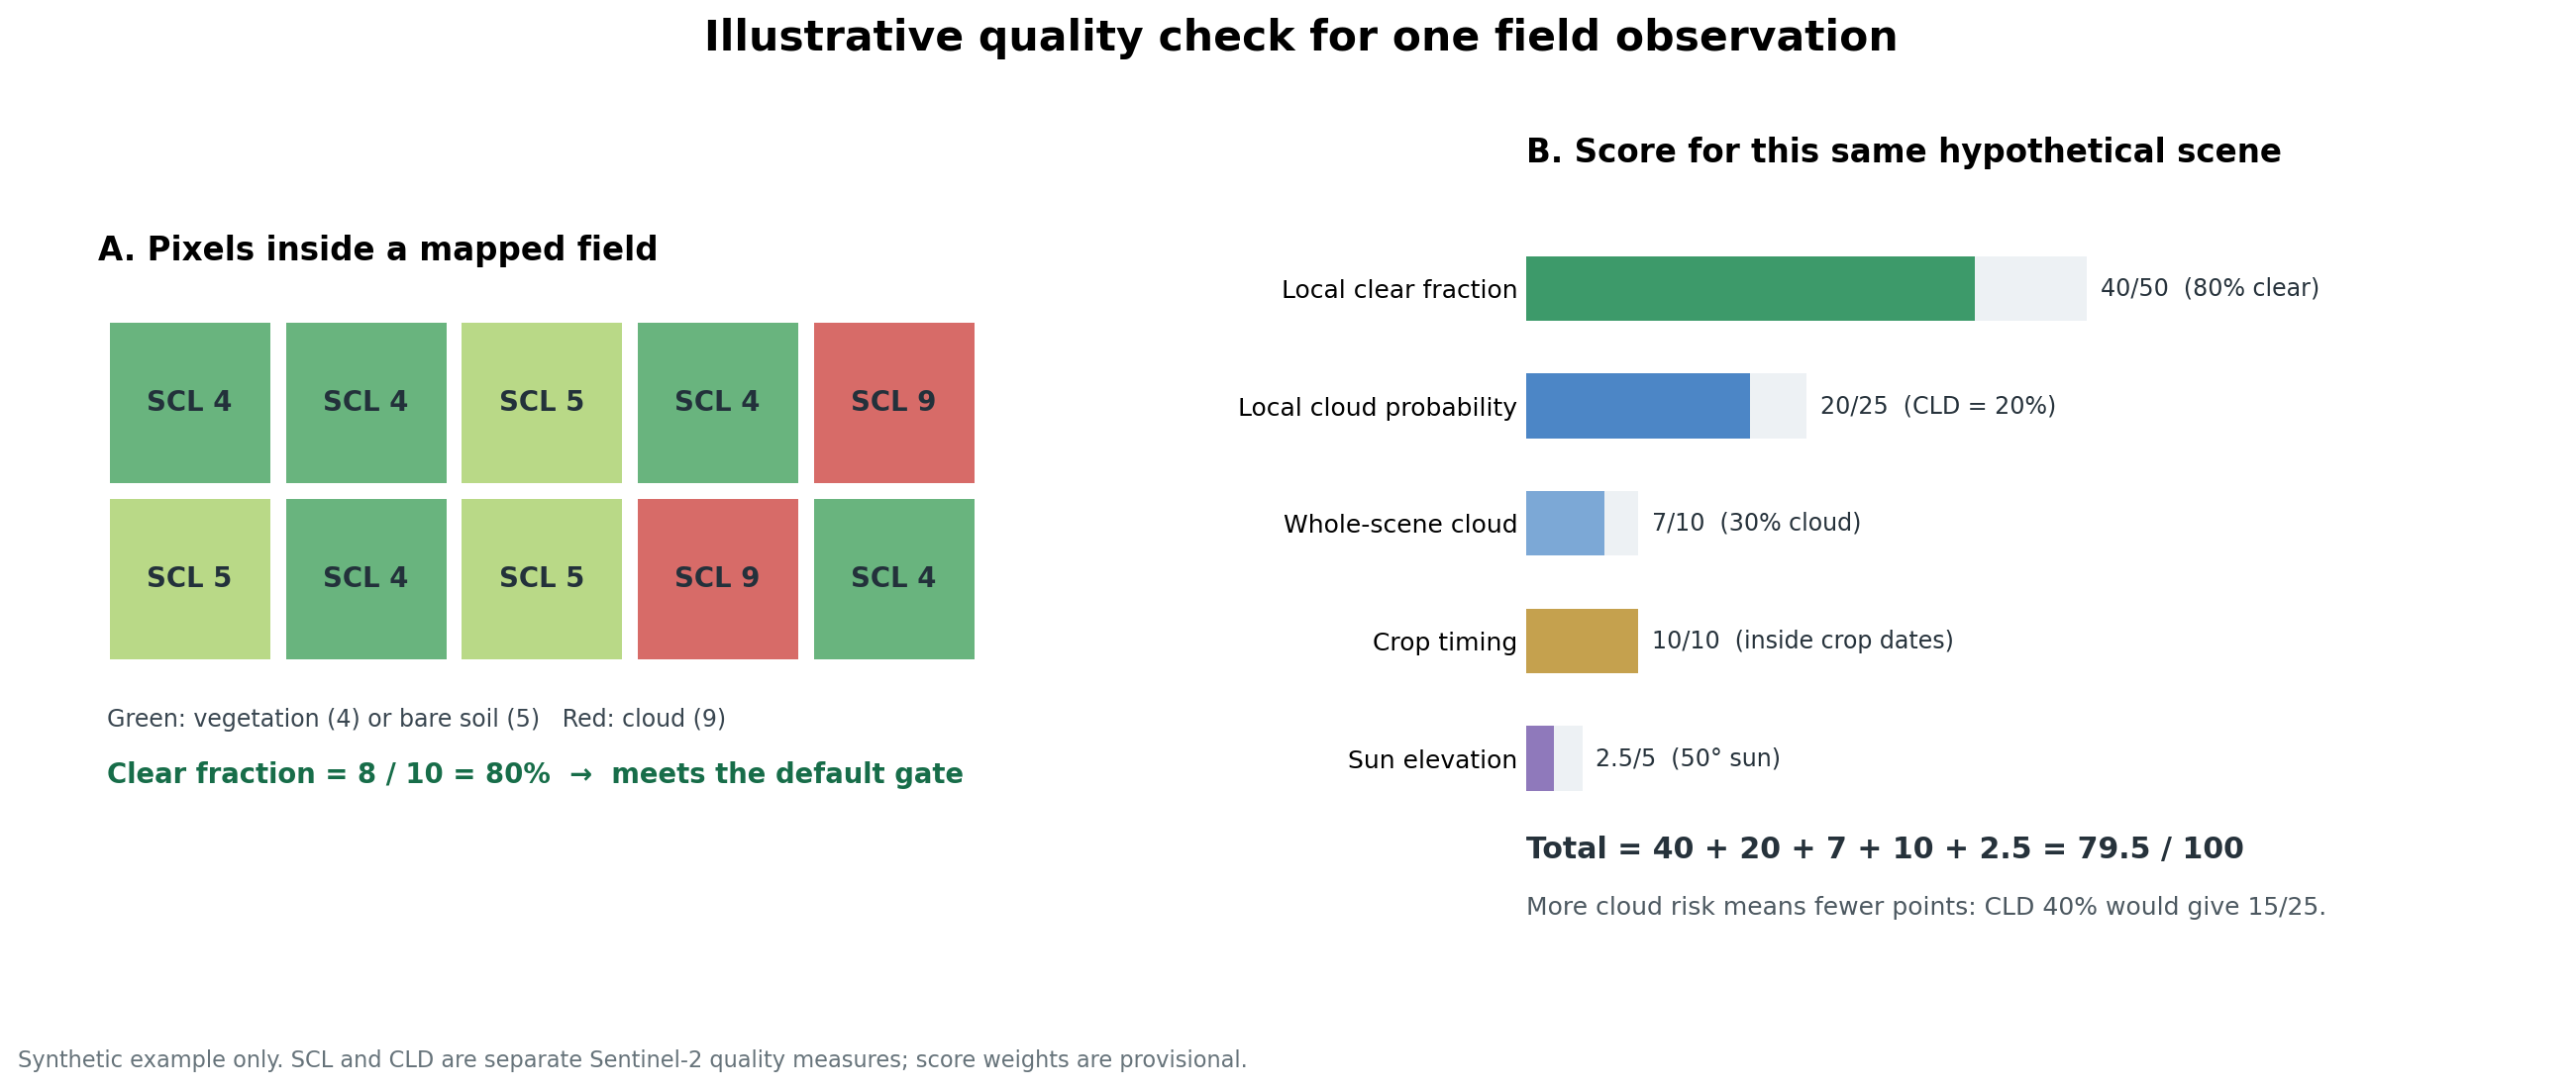 Illustrative quality check for one field observation
A. Pixels inside a mapped field
SCL 4 SCL 4 SCL 5 SCL 4 SCL 9
SCL 5 SCL 4 SCL 5 SCL 9 SCL 4
Green: vegetation (4) or bare soil (5)   Red: cloud (9)
Clear fraction = 8 / 10 = 80%  →  meets the default gate
B. Score for this same hypothetical scene
Local clear fraction 40/50  (80% clear)
Local cloud probability 20/25  (CLD = 20%)
Whole-scene cloud 7/10  (30% cloud)
Crop timing 10/10  (inside crop dates)
Sun elevation 2.5/5  (50° sun)
Total = 40 + 20 + 7 + 10 + 2.5 = 79.5 / 100
More cloud risk means fewer points: CLD 40% would give 15/25.
Synthetic example only. SCL and CLD are separate Sentinel-2 quality measures; score weights are provisional.